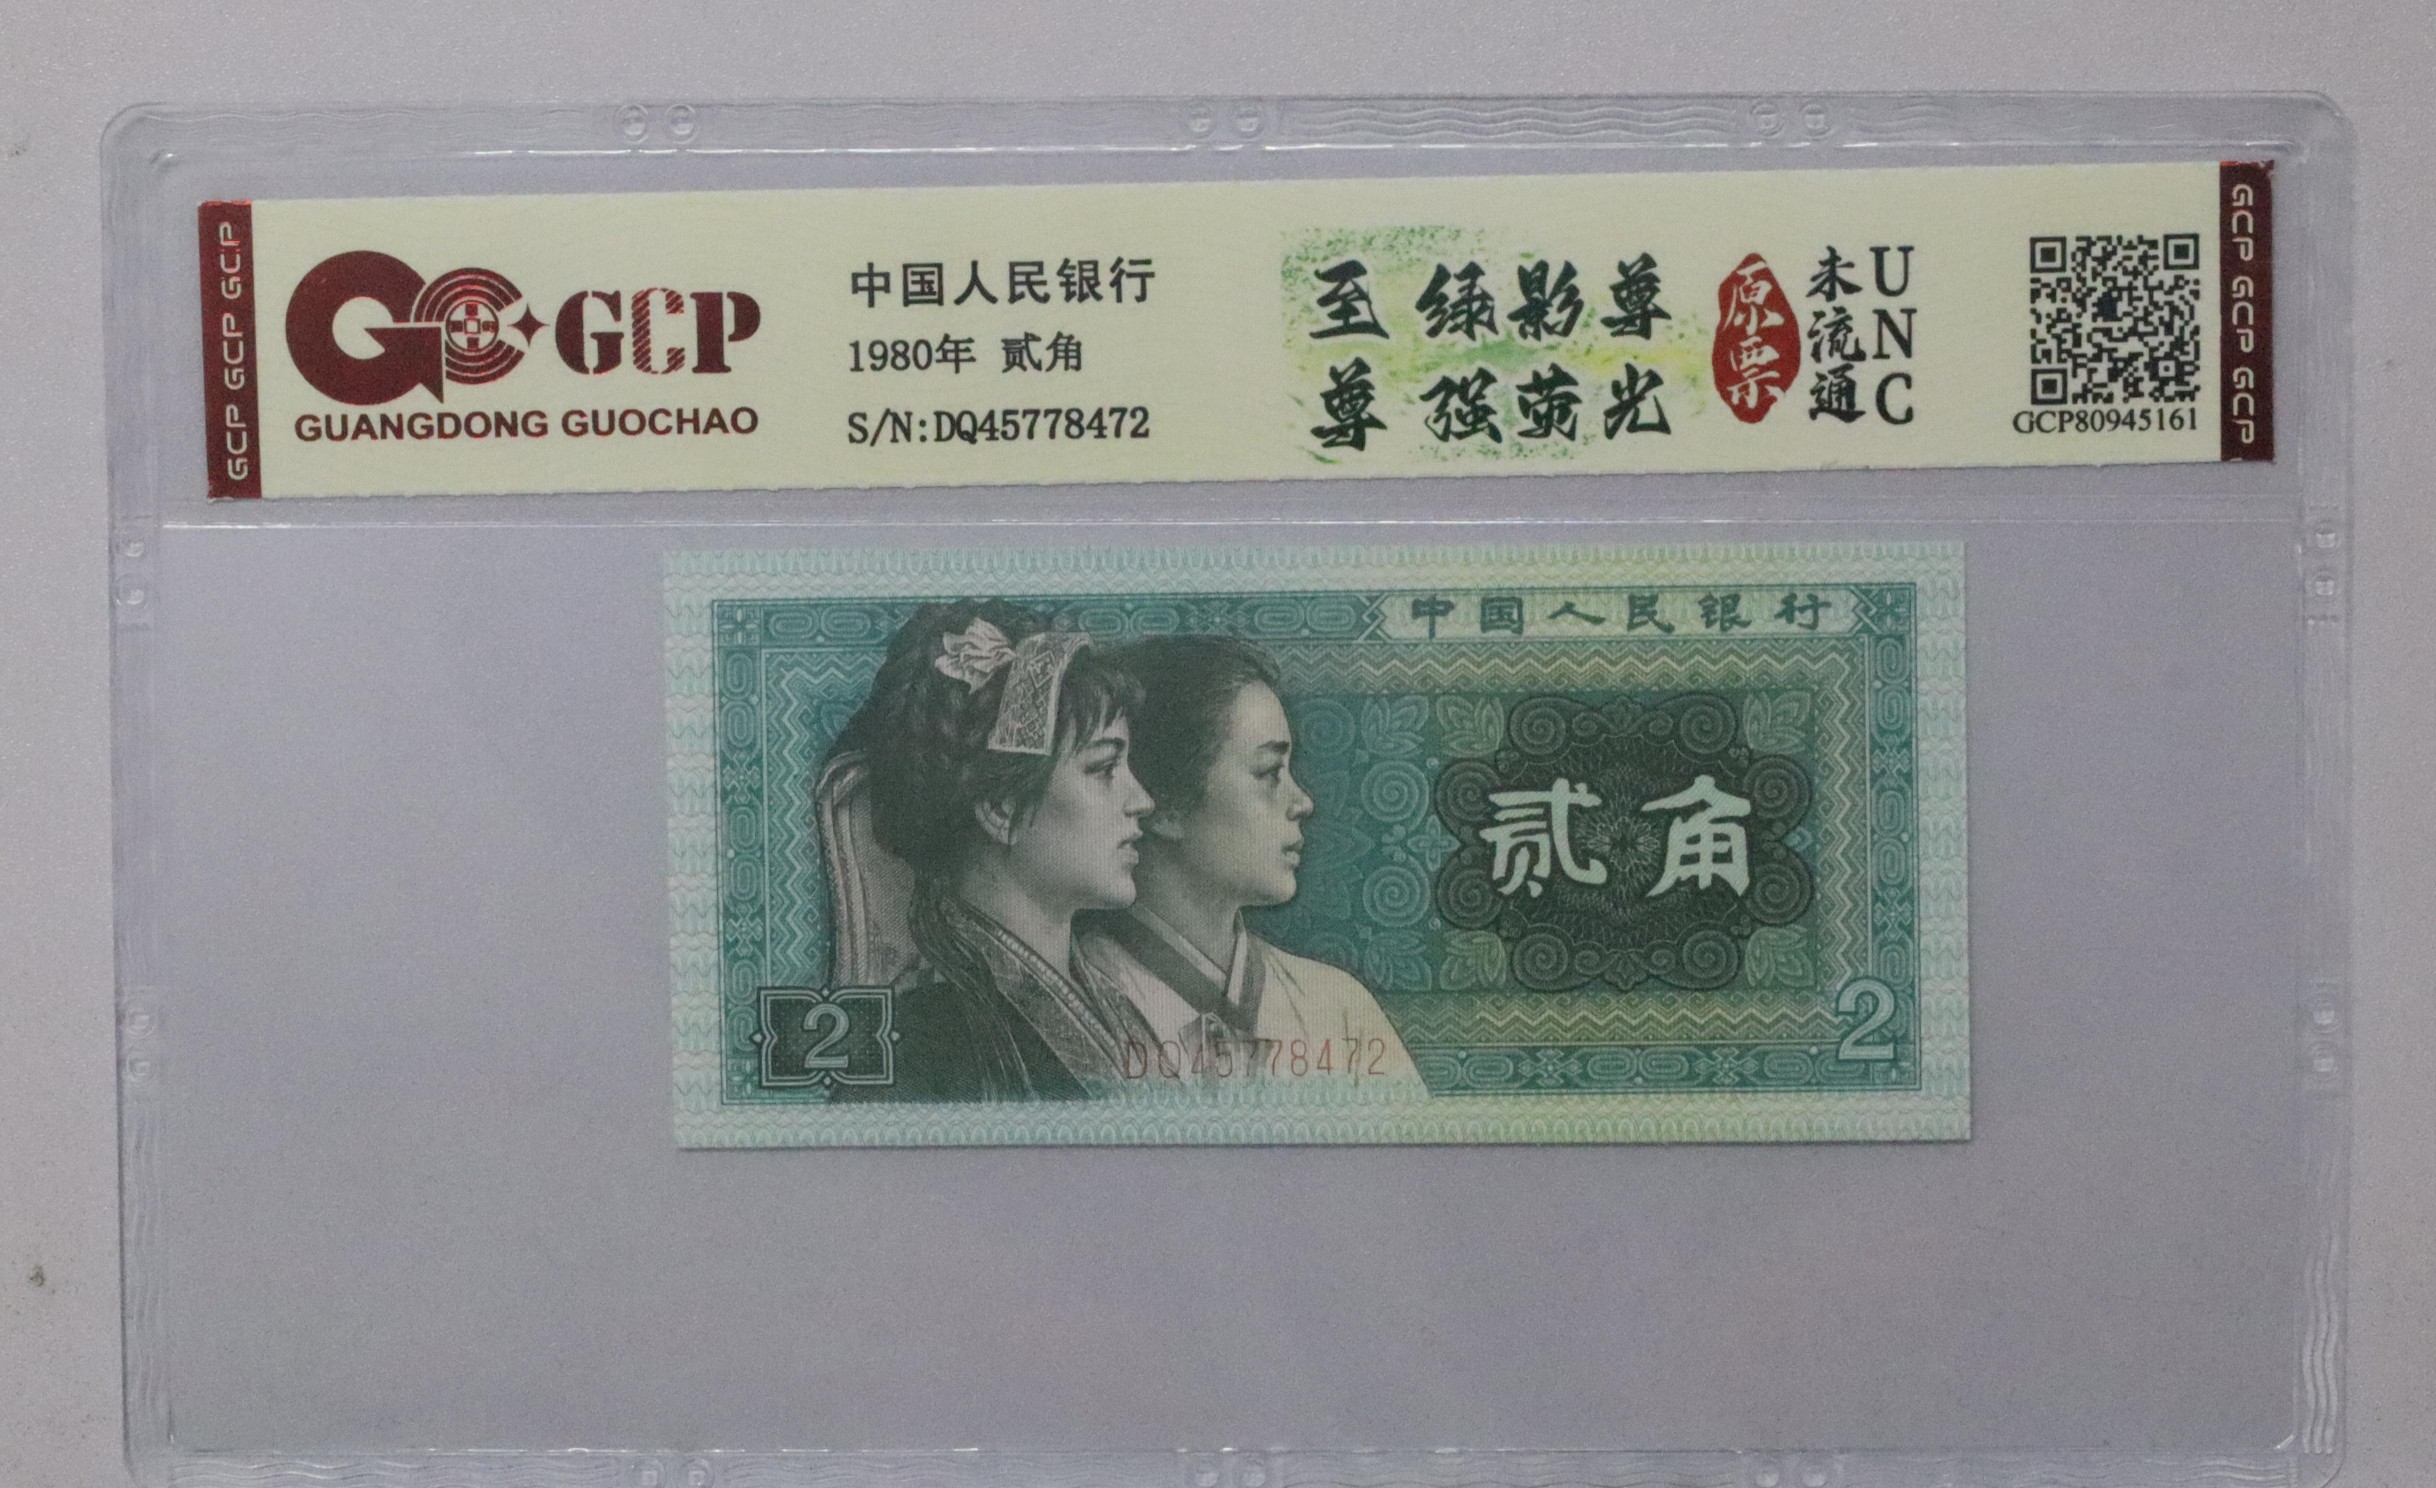 GCP GCP GCP
GCP
GUANGDONG GUOCHAO
中国人民银行
1980年 贰角
S/N:DQ45778472
至尊
绿影尊
强荧光
原票
未流通
UNC
GCP80945161
GCP GCP GCP
中国人民银行
贰角
2
2
DQ45778472